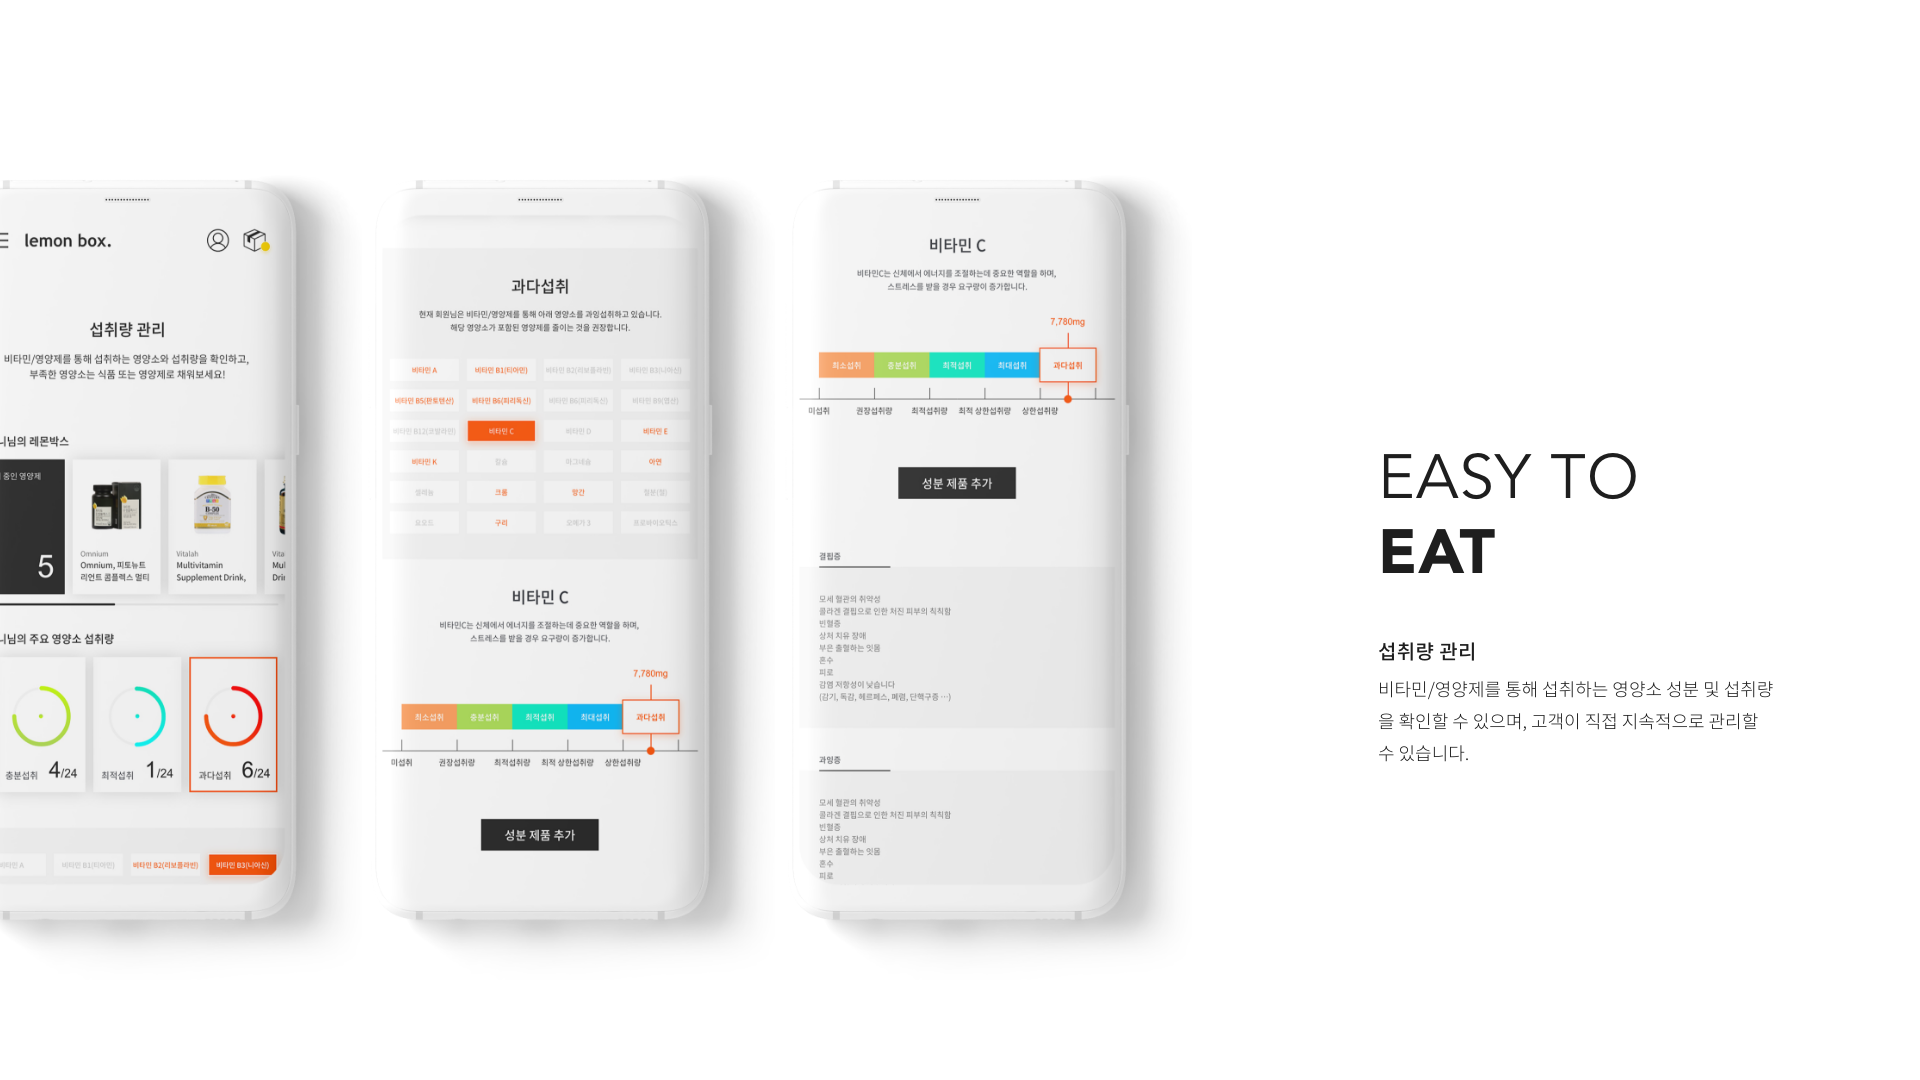 lemon box.
섭취량 관리
비타민/영양제를 통해 섭취하는 영양소와 섭취량을 확인하고,
부족한 영양소는 식품 또는 영양제로 채워보세요!
니님의 레몬박스
중인 영양제
5
Omnium
Omnium, 피토뉴트
리언트 콤플렉스 멀티
B-50
Vitalah
Multivitamin
Supplement Drink,
Vita
Mul
Drin
니님의 주요 영양소 섭취량
충분섭취 4/24
최적섭취 1/24
과다섭취 6/24
비타민 A
비타민 B1(티아민)
비타민 B2(리보플라빈)
비타민 B3(니아신)
과다섭취
현재 회원님은 비타민/영양제를 통해 아래 영양소를 과잉섭취하고 있습니다.
해당 영양소가 포함된 영양제를 줄이는 것을 권장합니다.
비타민 A 비타민 B1(티아민) 비타민 B2(리보플라빈) 비타민 B3(니아신)
비타민 B5(판토텐산) 비타민 B6(피리독신) 비타민 B6(피리독신) 비타민 B9(엽산)
비타민 B12(코발라민) 비타민 C 비타민 D 비타민 E
비타민 K 칼슘 마그네슘 아연
셀레늄 크롬 망간 철분(철)
요오드 구리 오메가 3 프로바이오틱스
비타민 C
비타민C는 신체에서 에너지를 조절하는데 중요한 역할을 하며,
스트레스를 받을 경우 요구량이 증가합니다.
7,780mg
최소섭취 충분섭취 최적섭취 최대섭취 과다섭취
미섭취 권장섭취량 최적섭취량 최적 상한섭취량 상한섭취량
성분 제품 추가
비타민 C
비타민C는 신체에서 에너지를 조절하는데 중요한 역할을 하며,
스트레스를 받을 경우 요구량이 증가합니다.
7,780mg
최소섭취 충분섭취 최적섭취 최대섭취 과다섭취
미섭취 권장섭취량 최적섭취량 최적 상한섭취량 상한섭취량
성분 제품 추가
결핍증
모세 혈관의 취약성
콜라겐 결핍으로 인한 처진 피부의 칙칙함
빈혈증
상처 치유 장애
부은 출혈하는 잇몸
혼수
피로
감염 저항성이 낮습니다
(감기, 독감, 헤르페스, 폐렴, 단핵구증 ···)
과잉증
모세 혈관의 취약성
콜라겐 결핍으로 인한 처진 피부의 칙칙함
빈혈증
상처 치유 장애
부은 출혈하는 잇몸
혼수
피로
EASY TO
EAT
섭취량 관리
비타민/영양제를 통해 섭취하는 영양소 성분 및 섭취량
을 확인할 수 있으며, 고객이 직접 지속적으로 관리할
수 있습니다.